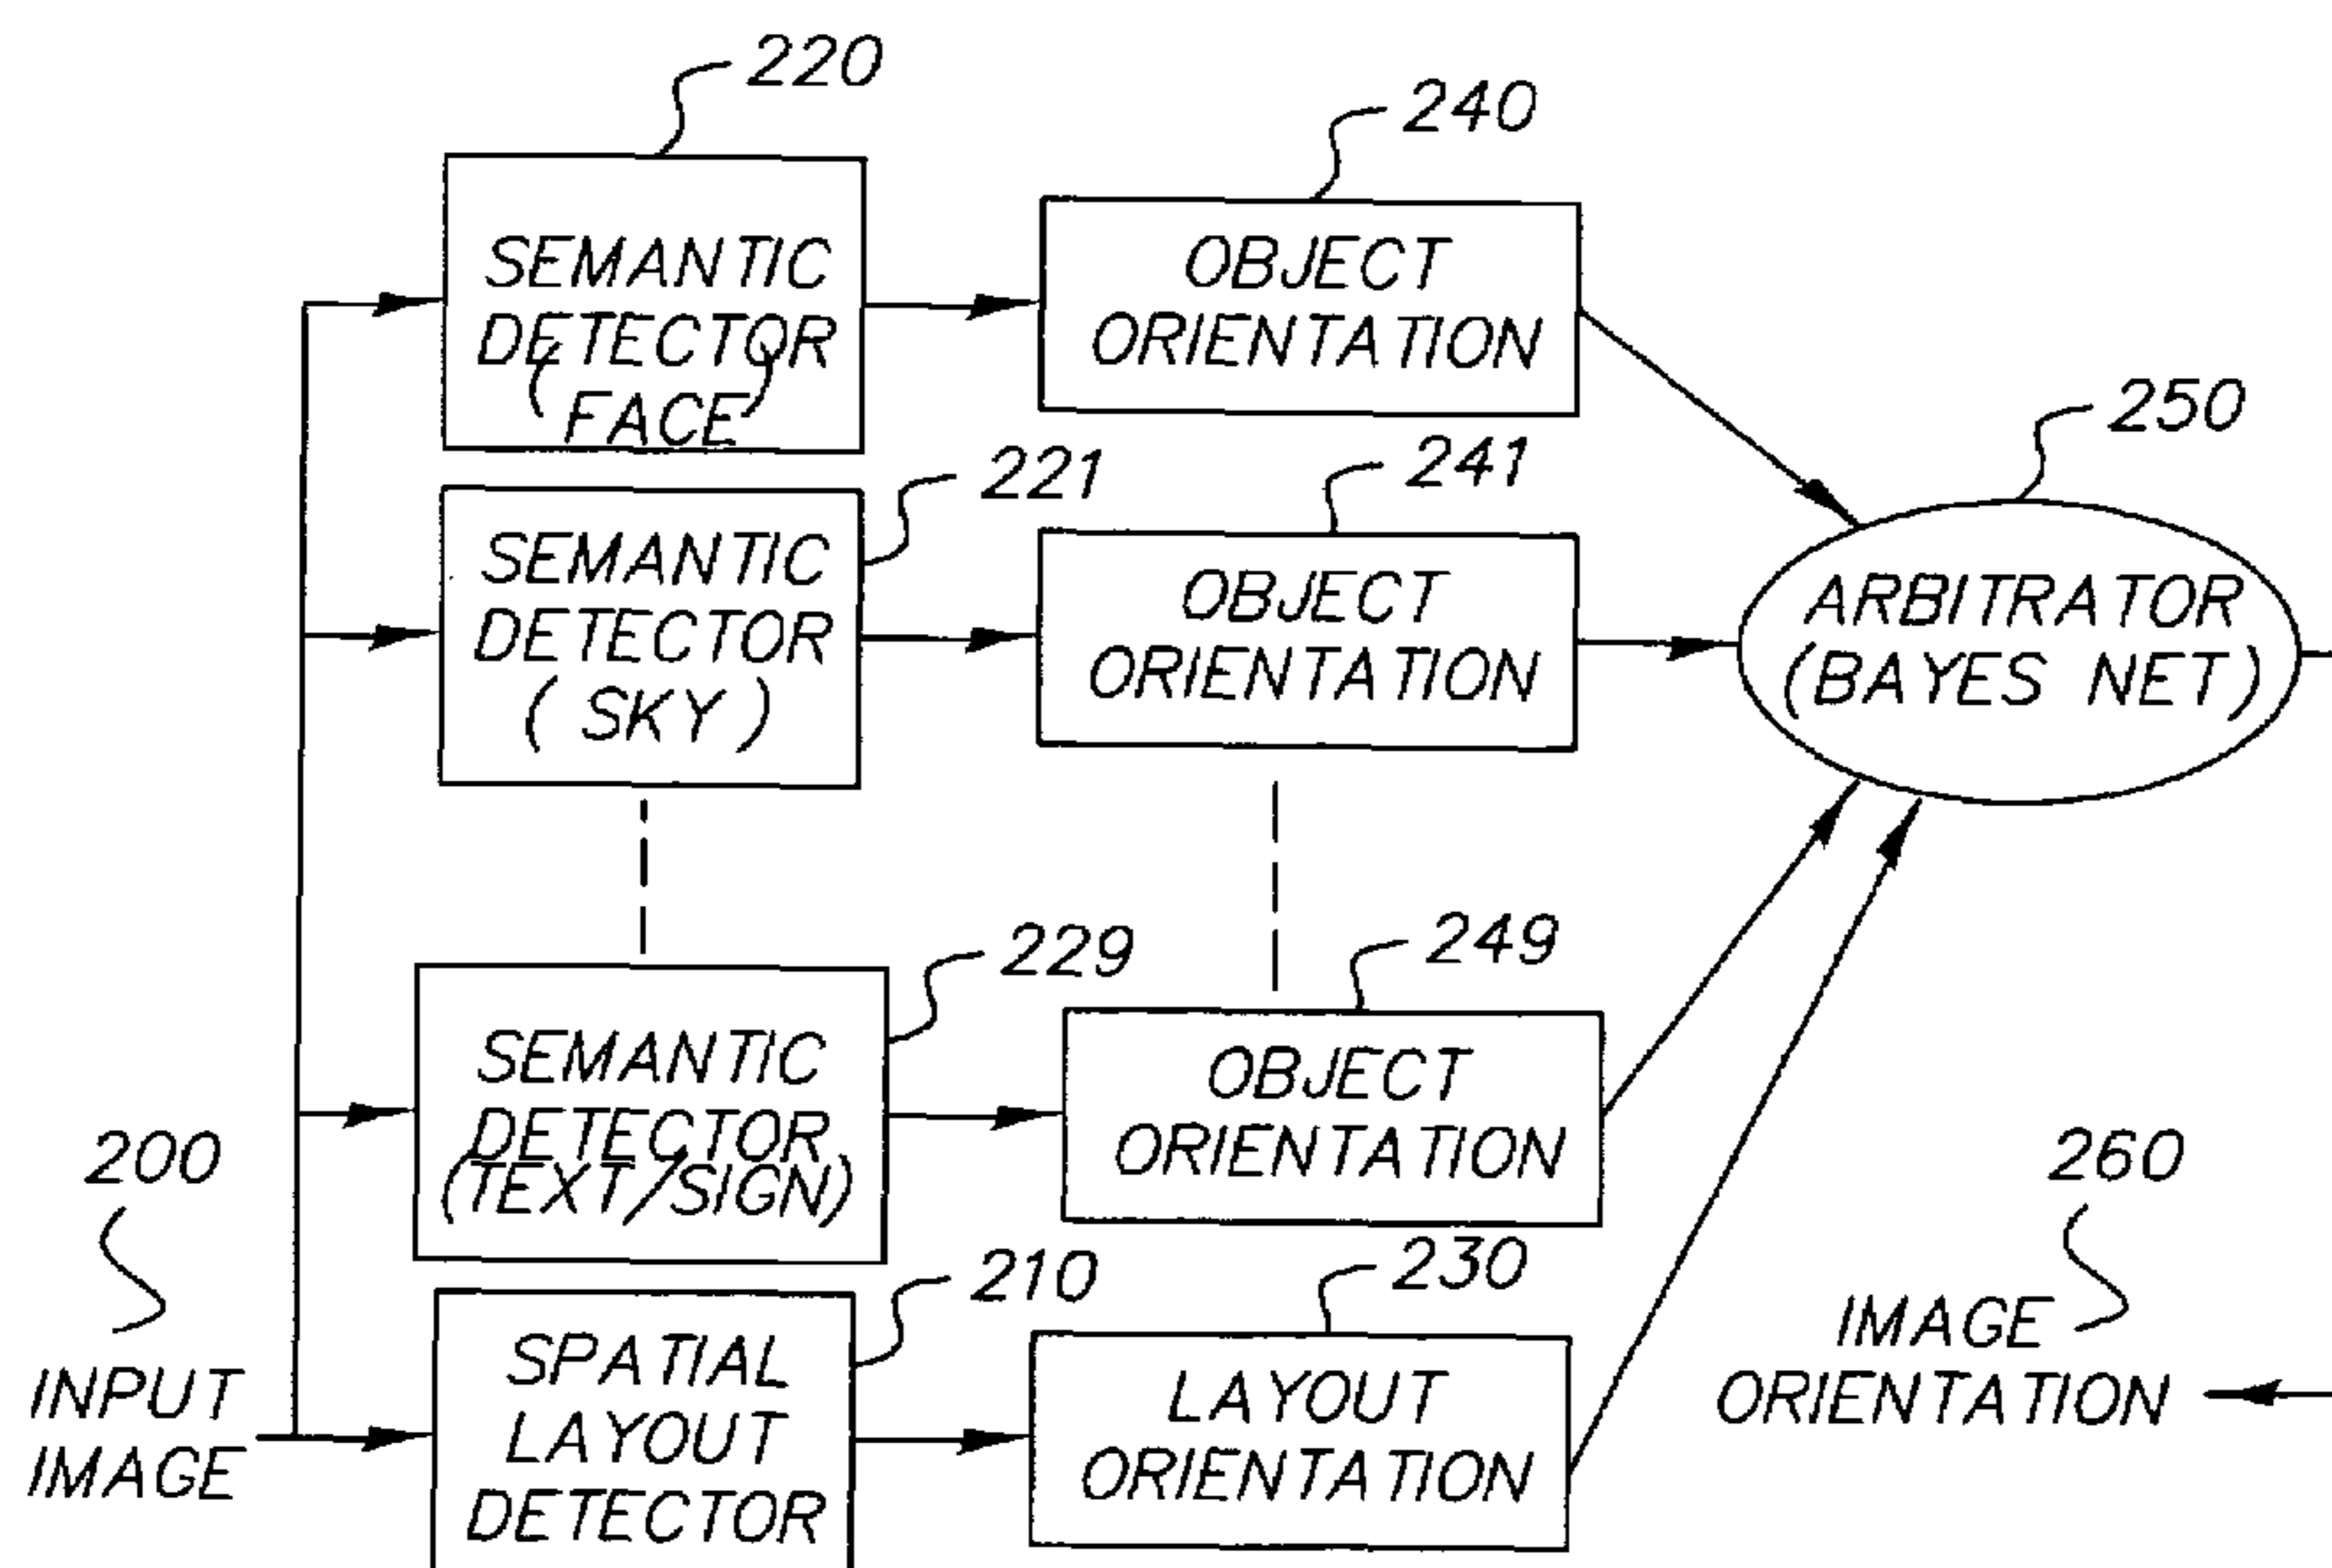 220
SEMANTIC
DETECTOR
(FACE)
240
OBJECT
ORIENTATION
221
SEMANTIC
DETECTOR
( SKY )
241
OBJECT
ORIENTATION
250
ARBITRATOR
(BAYES NET)
229
SEMANTIC
DETECTOR
(TEXT/SIGN)
249
OBJECT
ORIENTATION
200
INPUT
IMAGE
210
SPATIAL
LAYOUT
DETECTOR
230
LAYOUT
ORIENTATION
260
IMAGE
ORIENTATION